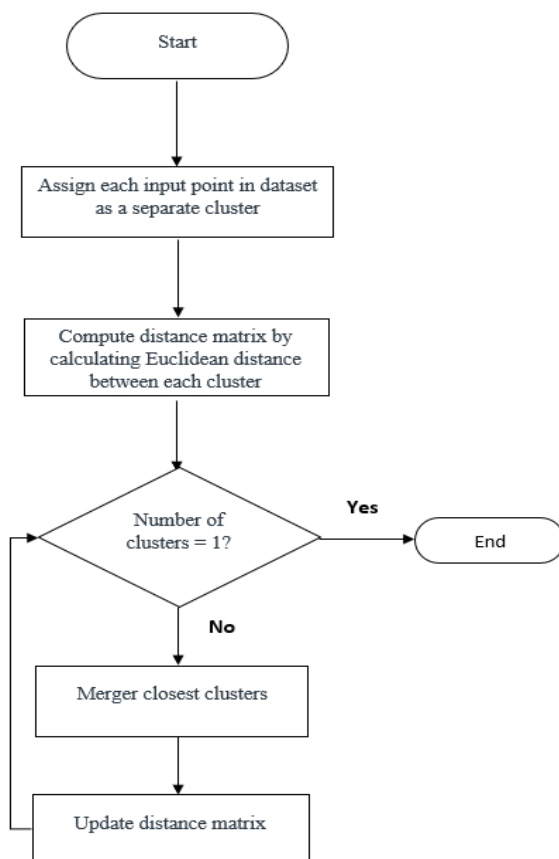 Start
Assign each input point in dataset
as a separate cluster
Compute distance matrix by
calculating Euclidean distance
between each cluster
Number of
clusters = 1?
Yes
End
No
Merger closest clusters
Update distance matrix